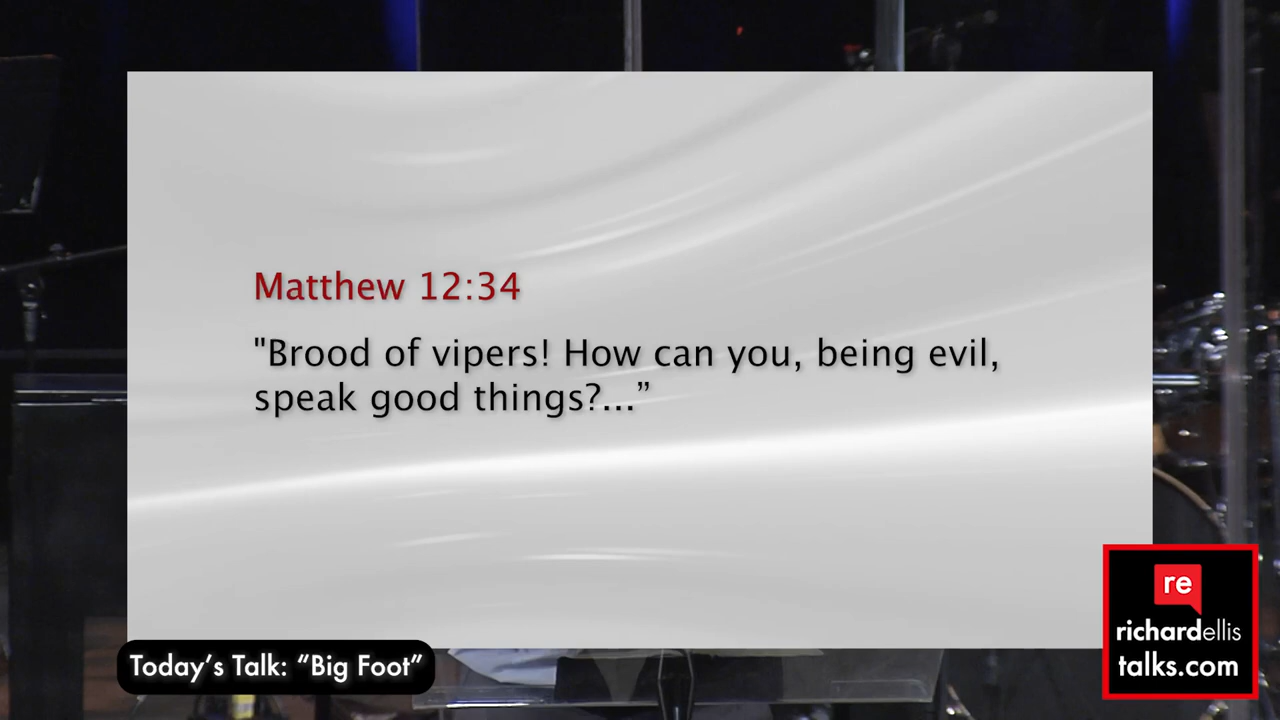 Matthew 12:34
"Brood of vipers! How can you, being evil,
speak good things?...”
Today’s Talk: “Big Foot”
re
richardellis
talks.com